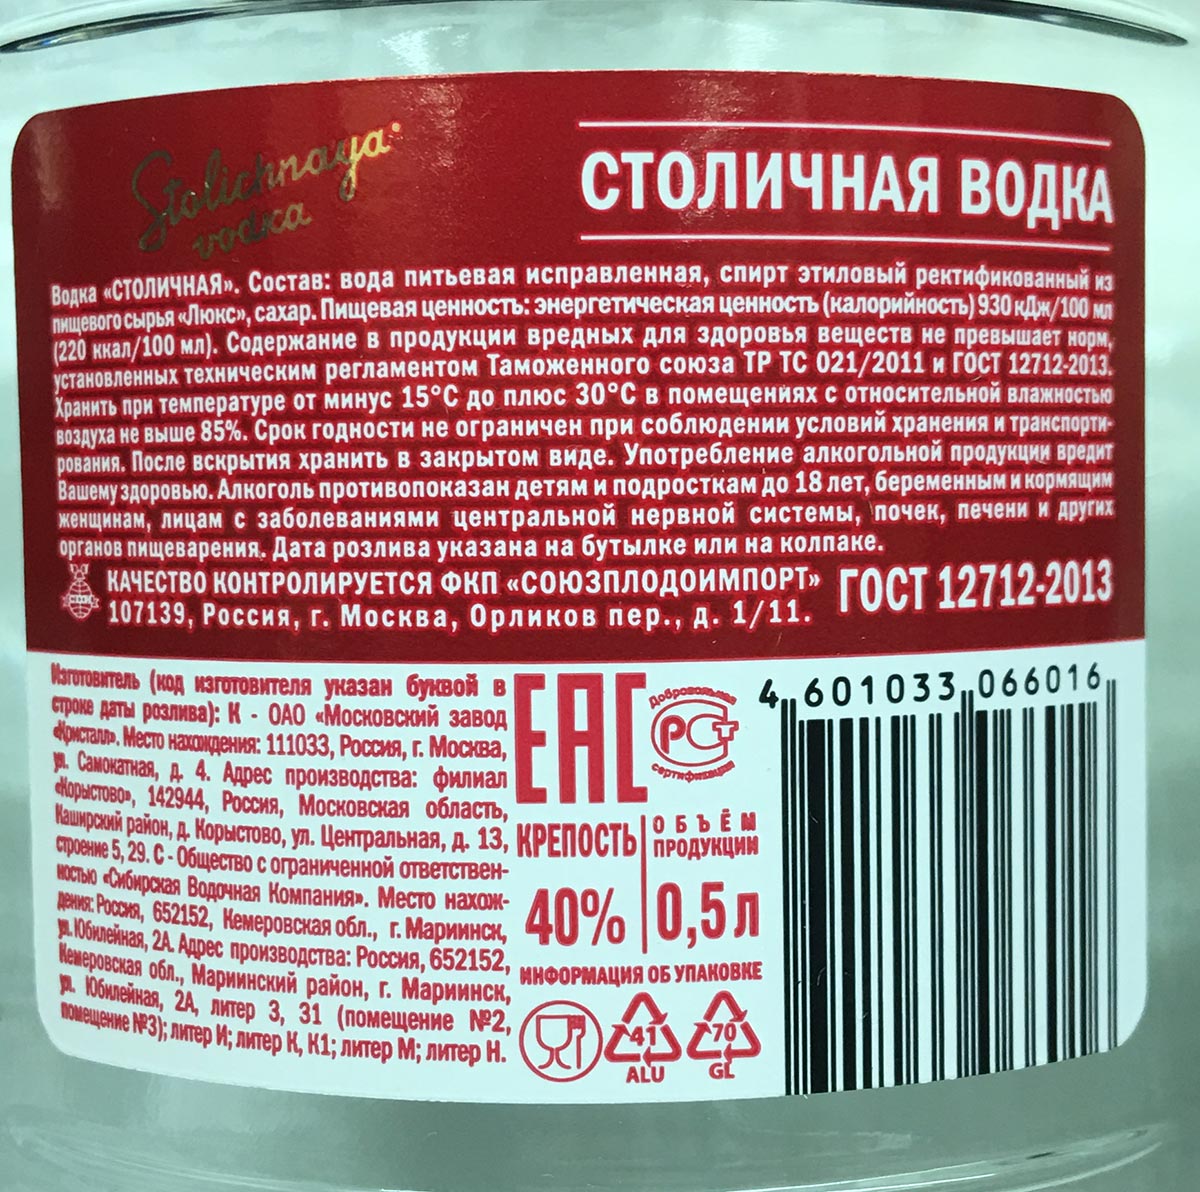 Stolichnaya
vodka
СТОЛИЧНАЯ ВОДКА
Водка «СТОЛИЧНАЯ». Состав: вода питьевая исправленная, спирт этиловый ректификованный из
пищевого сырья «Люкс», сахар. Пищевая ценность: энергетическая ценность (калорийность) 930 кДж/100 мл
(220 ккал/100 мл). Содержание в продукции вредных для здоровья веществ не превышает норм,
установленных техническим регламентом Таможенного союза ТР ТС 021/2011 и ГОСТ 12712-2013.
Хранить при температуре от минус 15°С до плюс 30°С в помещениях с относительной влажностью
воздуха не выше 85%. Срок годности не ограничен при соблюдении условий хранения и транспорти-
рования. После вскрытия хранить в закрытом виде. Употребление алкогольной продукции вредит
Вашему здоровью. Алкоголь противопоказан детям и подросткам до 18 лет, беременным и кормящим
женщинам, лицам с заболеваниями центральной нервной системы, почек, печени и других
органов пищеварения. Дата розлива указана на бутылке или на колпаке.
КАЧЕСТВО КОНТРОЛИРУЕТСЯ ФКП «СОЮЗПЛОДОИМПОРТ»
107139, Россия, г. Москва, Орликов пер., д. 1/11.
ГОСТ 12712-2013
Изготовитель (код изготовителя указан буквой в
строке даты розлива): К - ОАО «Московский завод
«Кристалл». Место нахождения: 111033, Россия, г. Москва,
ул. Самокатная, д. 4. Адрес производства: филиал
«Корыстово», 142944, Россия, Московская область,
Каширский район, д. Корыстово, ул. Центральная, д. 13,
строение 5, 29. С - Общество с ограниченной ответствен-
ностью «Сибирская Водочная Компания». Место нахож-
дения: Россия, 652152, Кемеровская обл., г. Мариинск,
ул. Юбилейная, 2А. Адрес производства: Россия, 652152,
Кемеровская обл., Мариинский район, г. Мариинск,
ул. Юбилейная, 2А, литер З, З1 (помещение №2,
помещение №3); литер И; литер К, К1; литер М; литер Н.
ЕАС
Добровольная
РСТ
сертификация
КРЕПОСТЬ
40%
ОБЪЁМ
ПРОДУКЦИИ
0,5 л
ИНФОРМАЦИЯ ОБ УПАКОВКЕ
41
ALU
70
GL
4 601033 066016